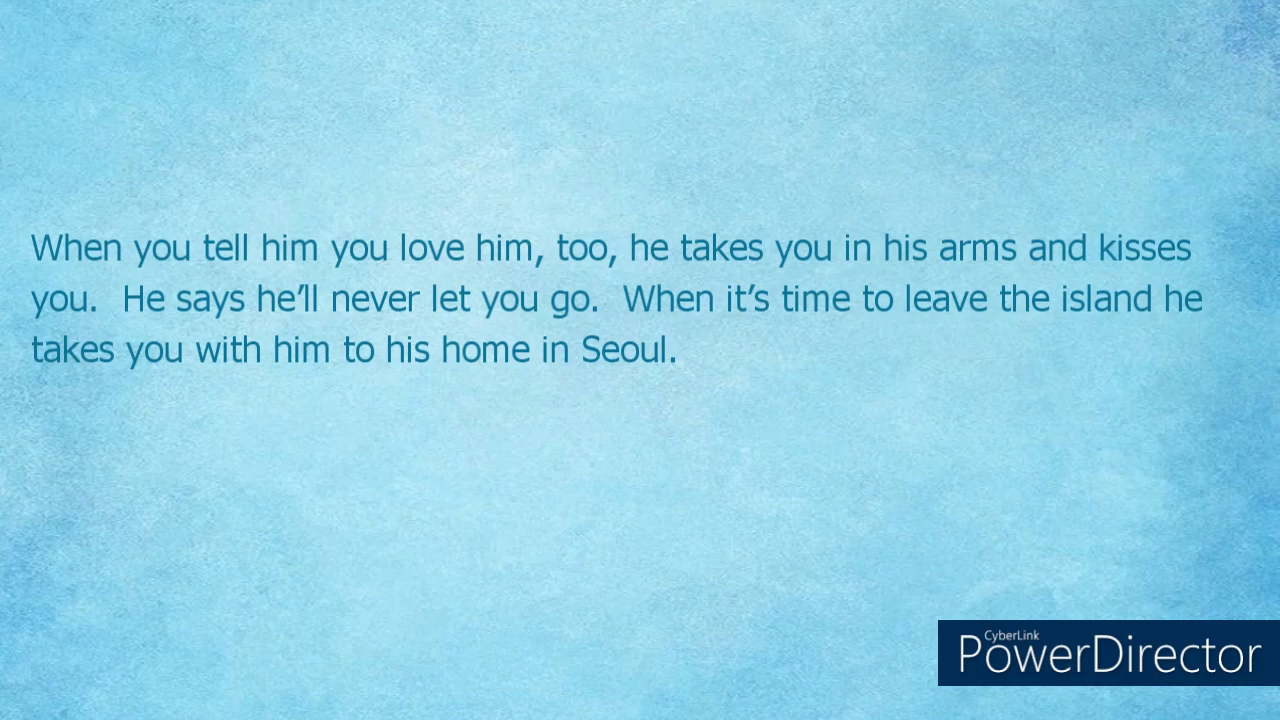 When you tell him you love him, too, he takes you in his arms and kisses
you.  He says he’ll never let you go.  When it’s time to leave the island he
takes you with him to his home in Seoul.
CyberLink
PowerDirector